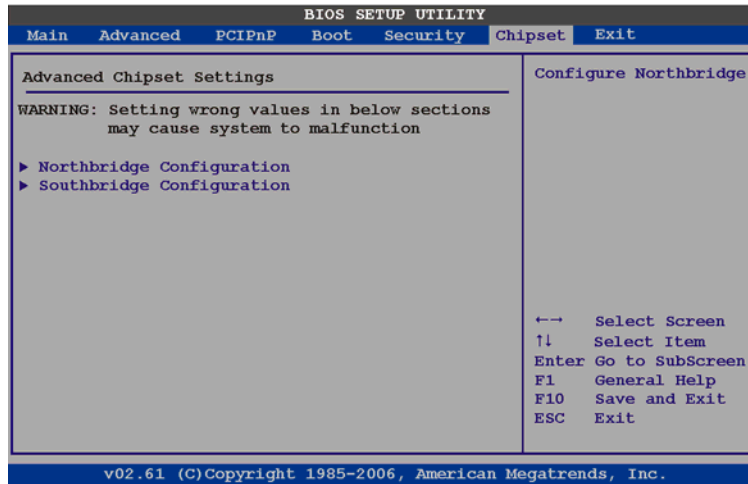 BIOS SETUP UTILITY
Main Advanced PCIPnP Boot Security Chipset Exit
Advanced Chipset Settings
WARNING: Setting wrong values in below sections
may cause system to malfunction
► Northbridge Configuration
► Southbridge Configuration
Configure Northbridge
←→ Select Screen
↑↓ Select Item
Enter Go to SubScreen
F1 General Help
F10 Save and Exit
ESC Exit
v02.61 (C)Copyright 1985-2006, American Megatrends, Inc.